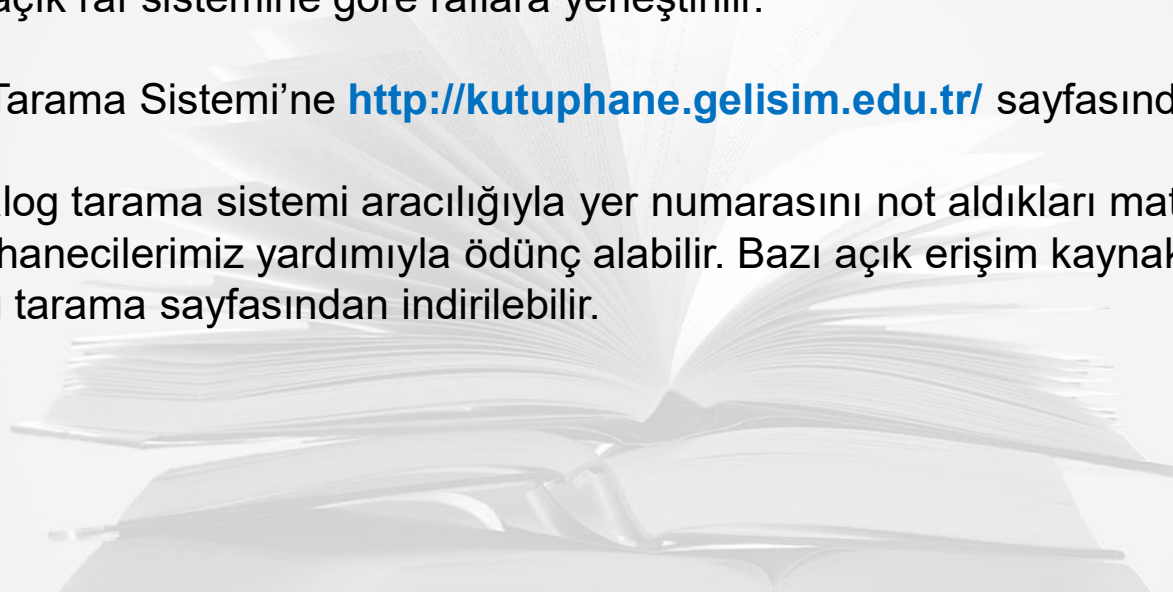 açık raf sistemine göre raflara yerleştirilir.
Tarama Sistemi’ne http://kutuphane.gelisim.edu.tr/ sayfasınd
log tarama sistemi aracılığıyla yer numarasını not aldıkları mat
hanecilerimiz yardımıyla ödünç alabilir. Bazı açık erişim kaynak
tarama sayfasından indirilebilir.